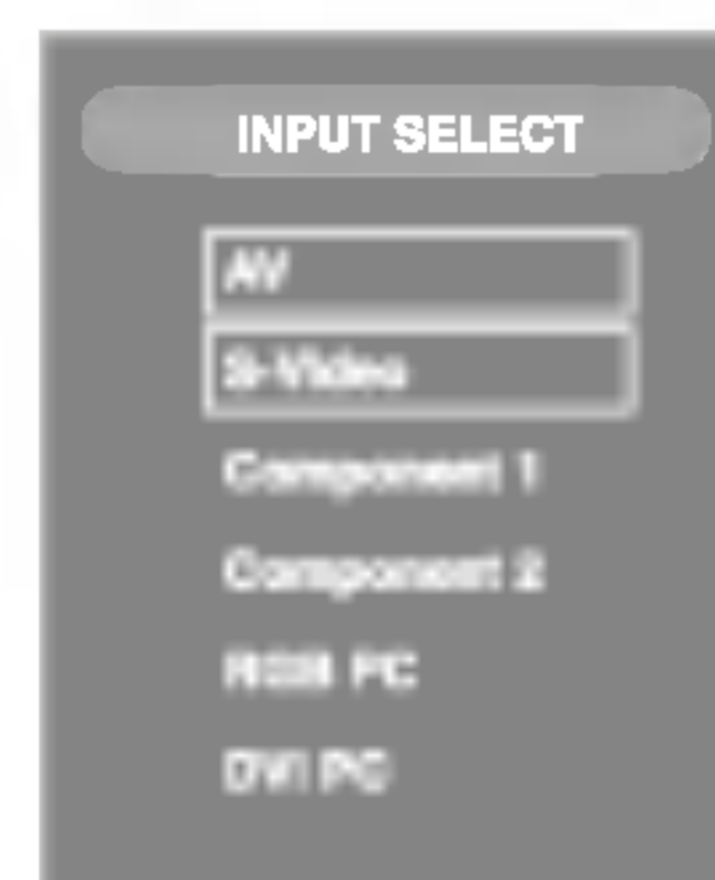 INPUT SELECT
AV
S-Video
Component 1
Component 2
RGB PC
DVI PC